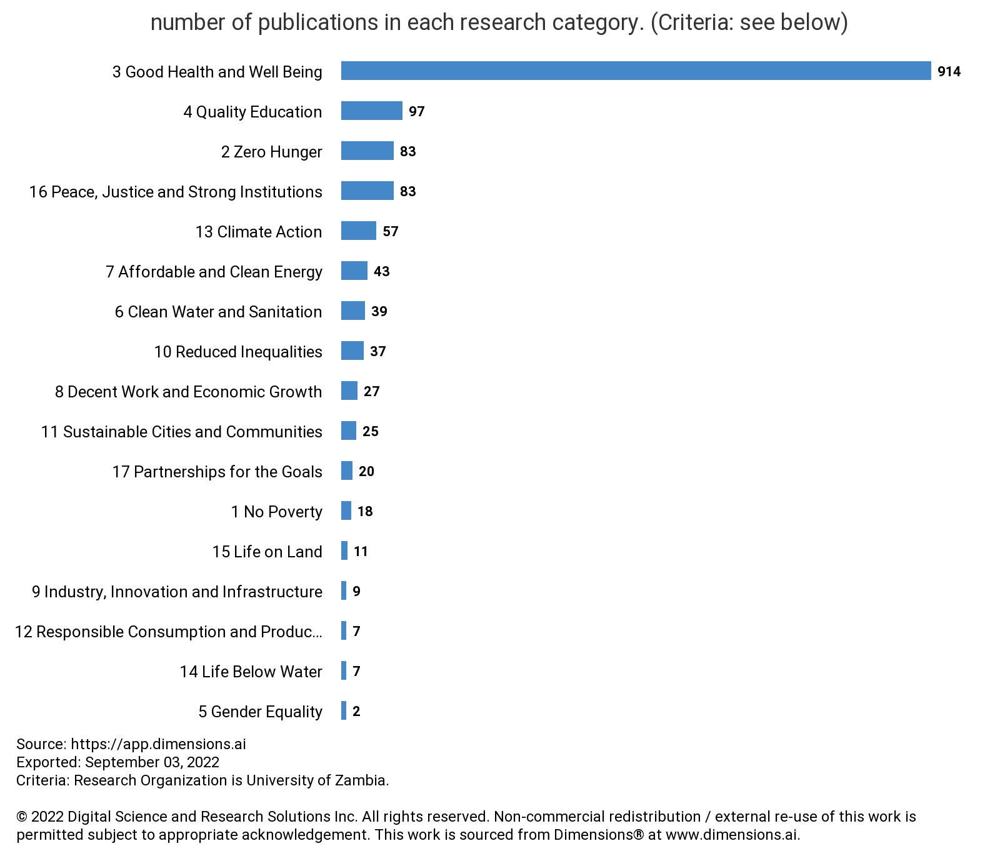 number of publications in each research category. (Criteria: see below)
3 Good Health and Well Being 914
4 Quality Education 97
2 Zero Hunger 83
16 Peace, Justice and Strong Institutions 83
13 Climate Action 57
7 Affordable and Clean Energy 43
6 Clean Water and Sanitation 39
10 Reduced Inequalities 37
8 Decent Work and Economic Growth 27
11 Sustainable Cities and Communities 25
17 Partnerships for the Goals 20
1 No Poverty 18
15 Life on Land 11
9 Industry, Innovation and Infrastructure 9
12 Responsible Consumption and Produc... 7
14 Life Below Water 7
5 Gender Equality 2
Source: https://app.dimensions.ai
Exported: September 03, 2022
Criteria: Research Organization is University of Zambia.
© 2022 Digital Science and Research Solutions Inc. All rights reserved. Non-commercial redistribution / external re-use of this work is
permitted subject to appropriate acknowledgement. This work is sourced from Dimensions® at www.dimensions.ai.